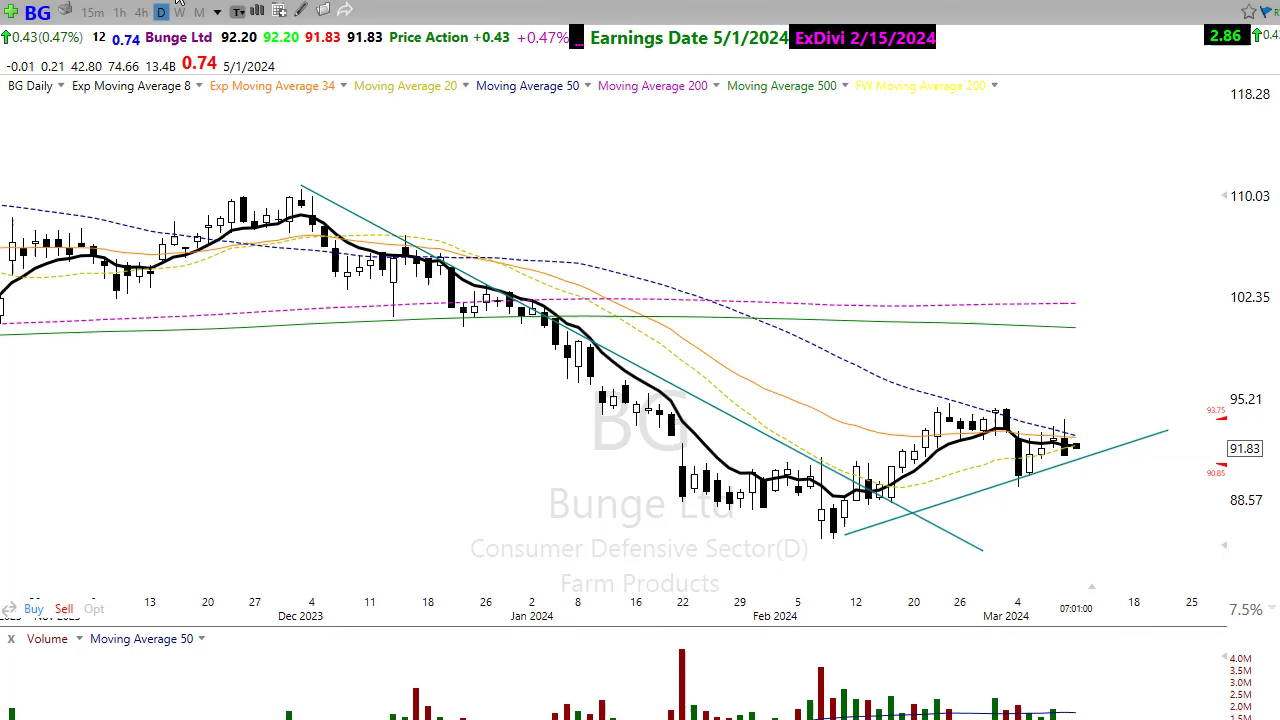 BG 15m 1h 4h D W M T
0.43(0.47%) 12 0.74 Bunge Ltd 92.20 92.20 91.83 91.83 Price Action +0.43 +0.47% ... Earnings Date 5/1/2024 ExDivi 2/15/2024 2.86
-0.01 0.21 42.80 74.66 13.4B 0.74 5/1/2024
BG Daily Exp Moving Average 8 Exp Moving Average 34 Moving Average 20 Moving Average 50 Moving Average 200 Moving Average 500 FW Moving Average 200
118.28
110.03
102.35
95.21
93.75
91.83
90.85
88.57
BG
Bunge Ltd
Consumer Defensive Sector(D)
Farm Products
13 20 27 4 11 18 26 2 8 16 22 29 5 12 20 26 4 07:01:00 18 25
Buy Sell Opt
7.5%
Nov 2023 Dec 2023 Jan 2024 Feb 2024 Mar 2024
X Volume Moving Average 50
4.0M
3.5M
3.0M
2.5M
2.0M